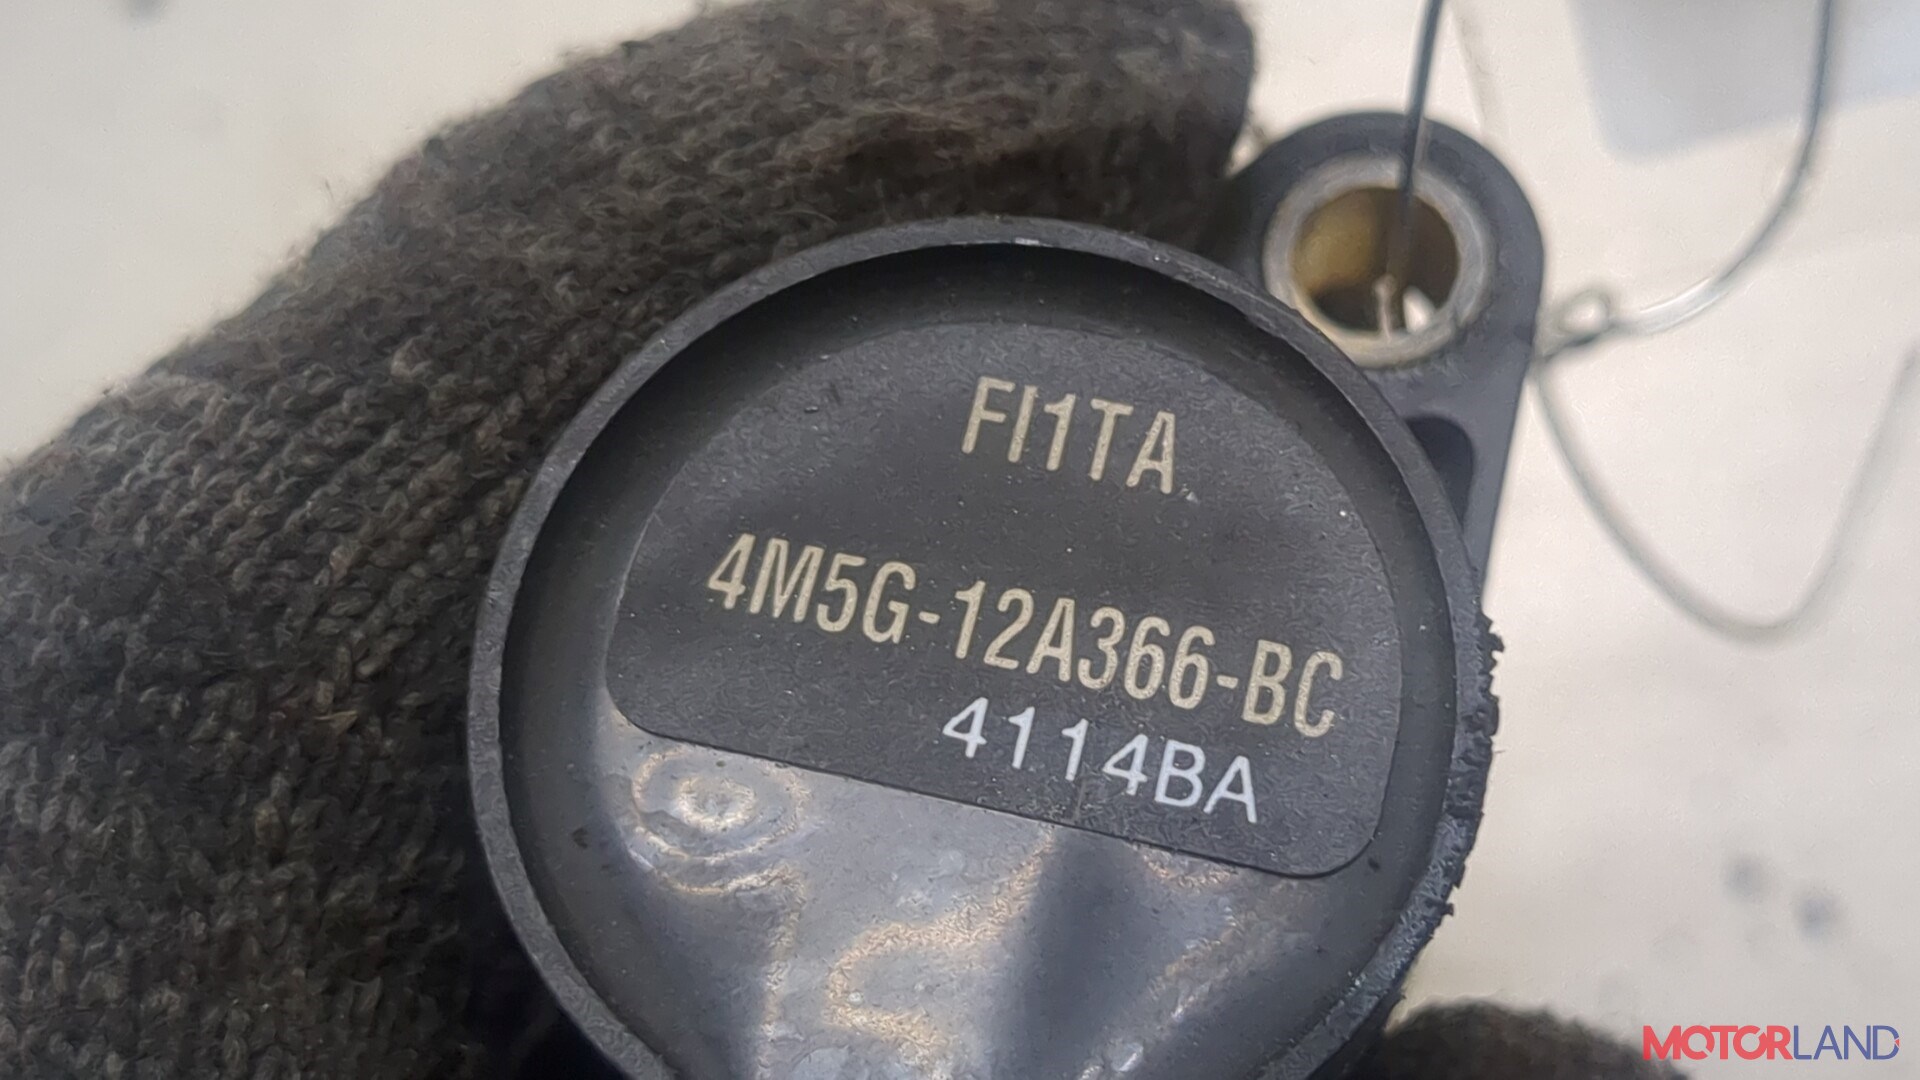 FI1TA
4M5G-12A366-BC
4114BA
MOTORLAND